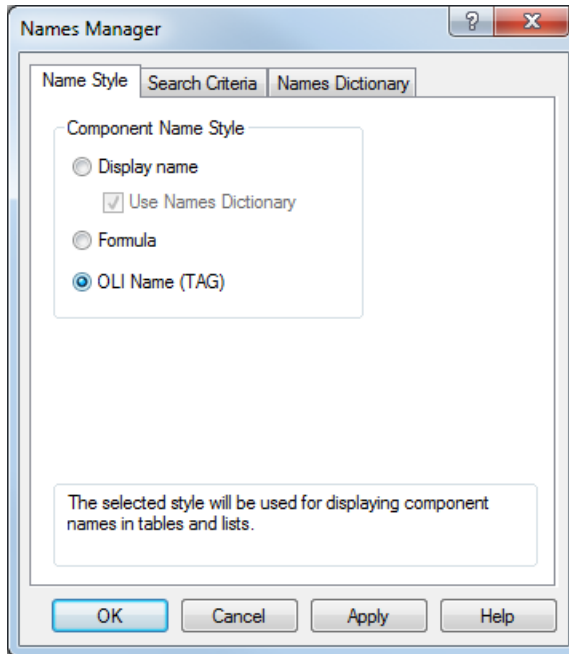 Names Manager
?
X
Name Style Search Criteria Names Dictionary
Component Name Style
Display name
Use Names Dictionary
Formula
OLI Name (TAG)
The selected style will be used for displaying component
names in tables and lists.
OK Cancel Apply Help